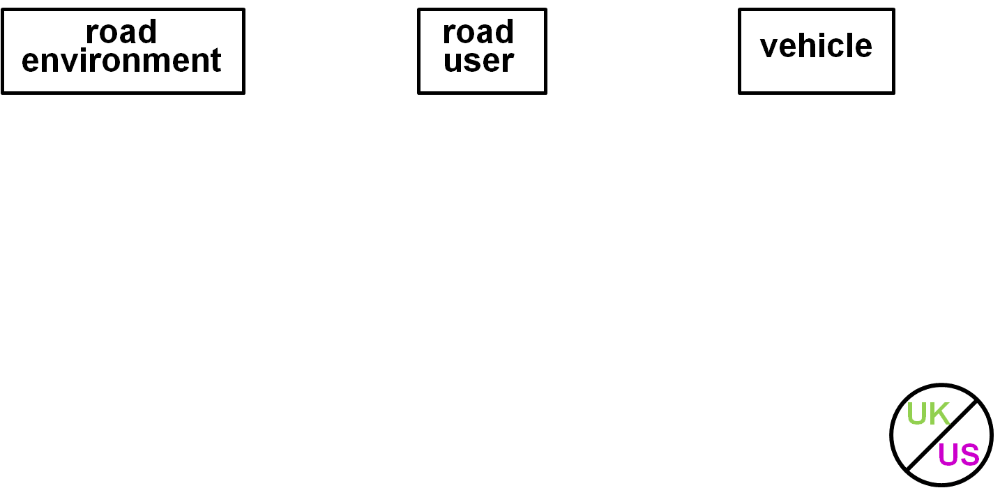 road
environment
road
user
vehicle
UK
US